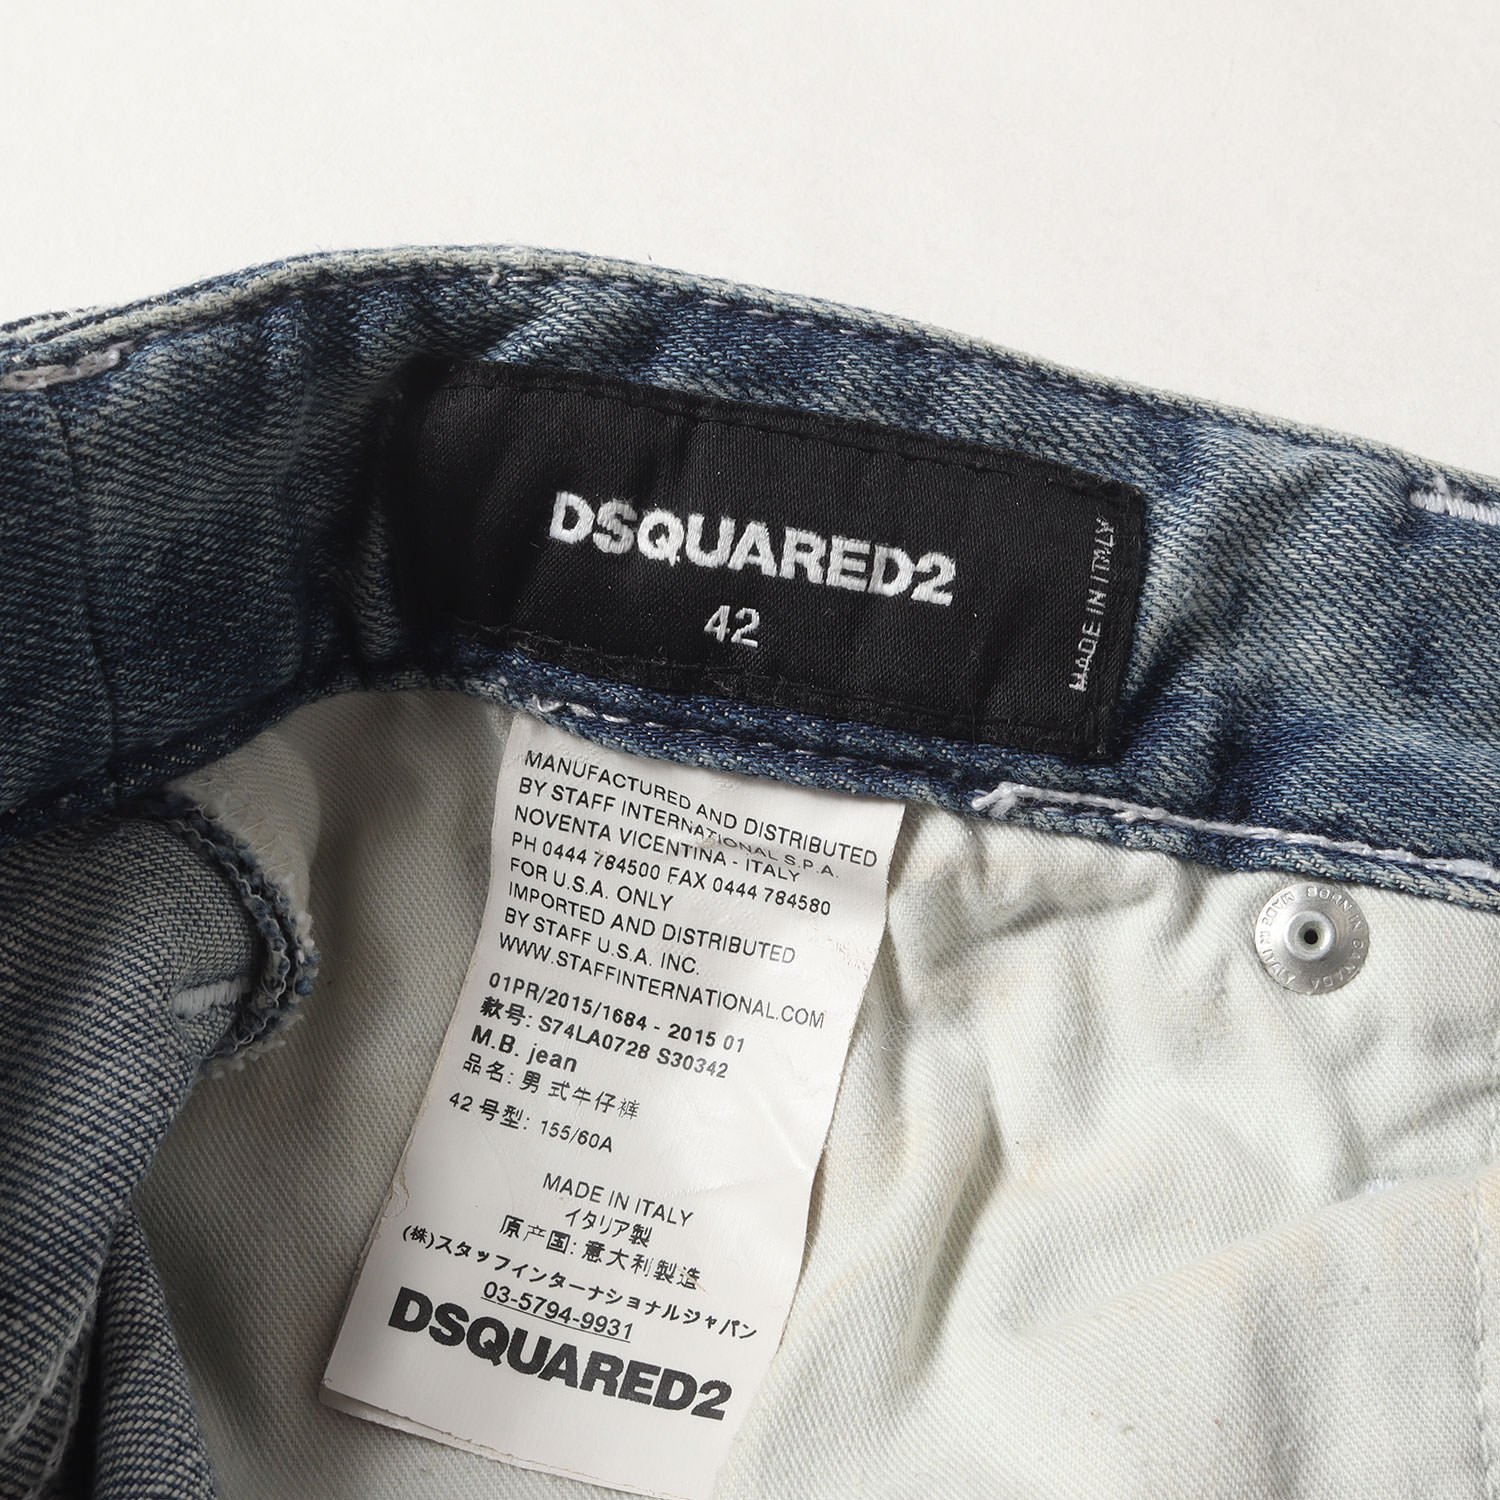 DSQUARED2
42
MADE IN ITALY
MANUFACTURED AND DISTRIBUTED
BY STAFF INTERNATIONAL S.P.A.
NOVENTA VICENTINA - ITALY
PH 0444 784500 FAX 0444 784580
FOR U.S.A. ONLY
IMPORTED AND DISTRIBUTED
BY STAFF U.S.A. INC.
WWW.STAFFINTERNATIONAL.COM
01PR/2015/1684 - 2015 01
款号: S74LA0728 S30342
M.B. jean
品名: 男式牛仔裤
42 号型: 155/60A
MADE IN ITALY
イタリア製
原产国: 意大利製造
(株)スタッフインターナショナルジャパン
03-5794-9931
DSQUARED2
BORN IN CANADA